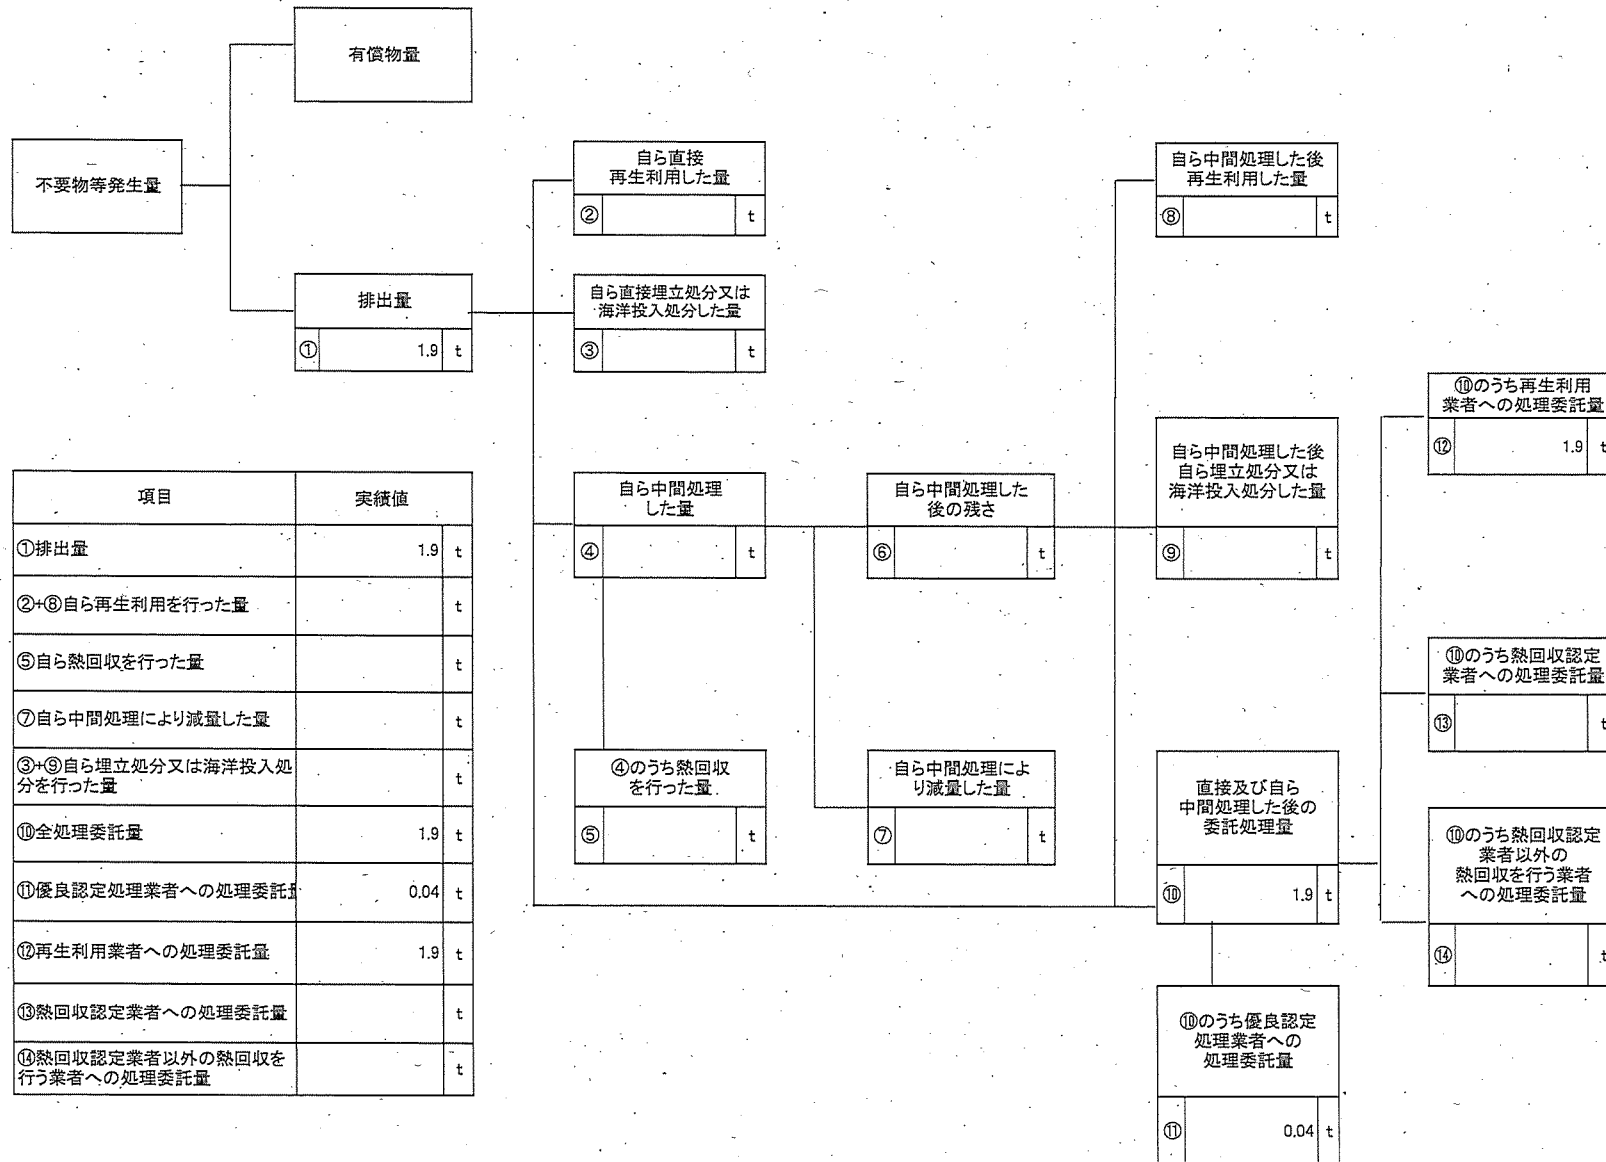 有償物量
不要物等発生量
排出量
① 1.9 t
自ら直接
再生利用した量
② t
自ら直接埋立処分又は
海洋投入処分した量
③ t
自ら中間処理
した量
④ t
④のうち熱回収
を行った量
⑤ t
自ら中間処理した
後の残さ
⑥ t
自ら中間処理によ
り減量した量
⑦ t
自ら中間処理した後
再生利用した量
⑧ t
自ら中間処理した後
自ら埋立処分又は
海洋投入処分した量
⑨ t
直接及び自ら
中間処理した後の
委託処理量
⑩ 1.9 t
⑩のうち優良認定
処理業者への
処理委託量
⑪ 0.04 t
⑩のうち再生利用
業者への処理委託量
⑫ 1.9 t
⑩のうち熱回収認定
業者への処理委託量
⑬ t
⑩のうち熱回収認定
業者以外の
熱回収を行う業者
への処理委託量
⑭ t
項目 実績値
①排出量 1.9 t
②+⑧自ら再生利用を行った量 t
⑤自ら熱回収を行った量 t
⑦自ら中間処理により減量した量 t
③+⑨自ら埋立処分又は海洋投入処
分を行った量 t
⑩全処理委託量 1.9 t
⑪優良認定処理業者への処理委託量 0.04 t
⑫再生利用業者への処理委託量 1.9 t
⑬熱回収認定業者への処理委託量 t
⑭熱回収認定業者以外の熱回収を
行う業者への処理委託量 t